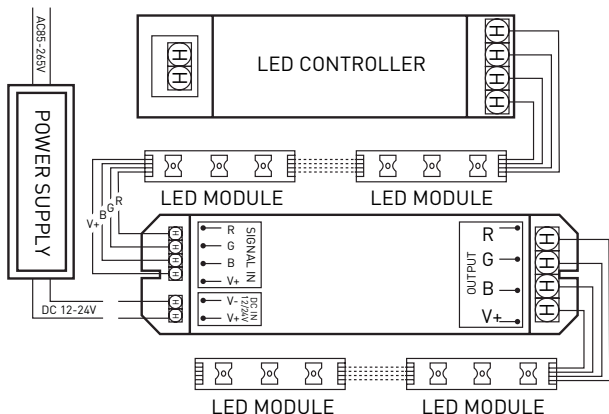 AC85-265V
LED CONTROLLER
POWER SUPPLY
LED MODULE
LED MODULE
R
G
B
V+
R
G
B
V+
SIGNAL IN
V-
V+
DC IN
12/24V
OUTPUT
R
G
B
V+
DC 12-24V
LED MODULE
LED MODULE